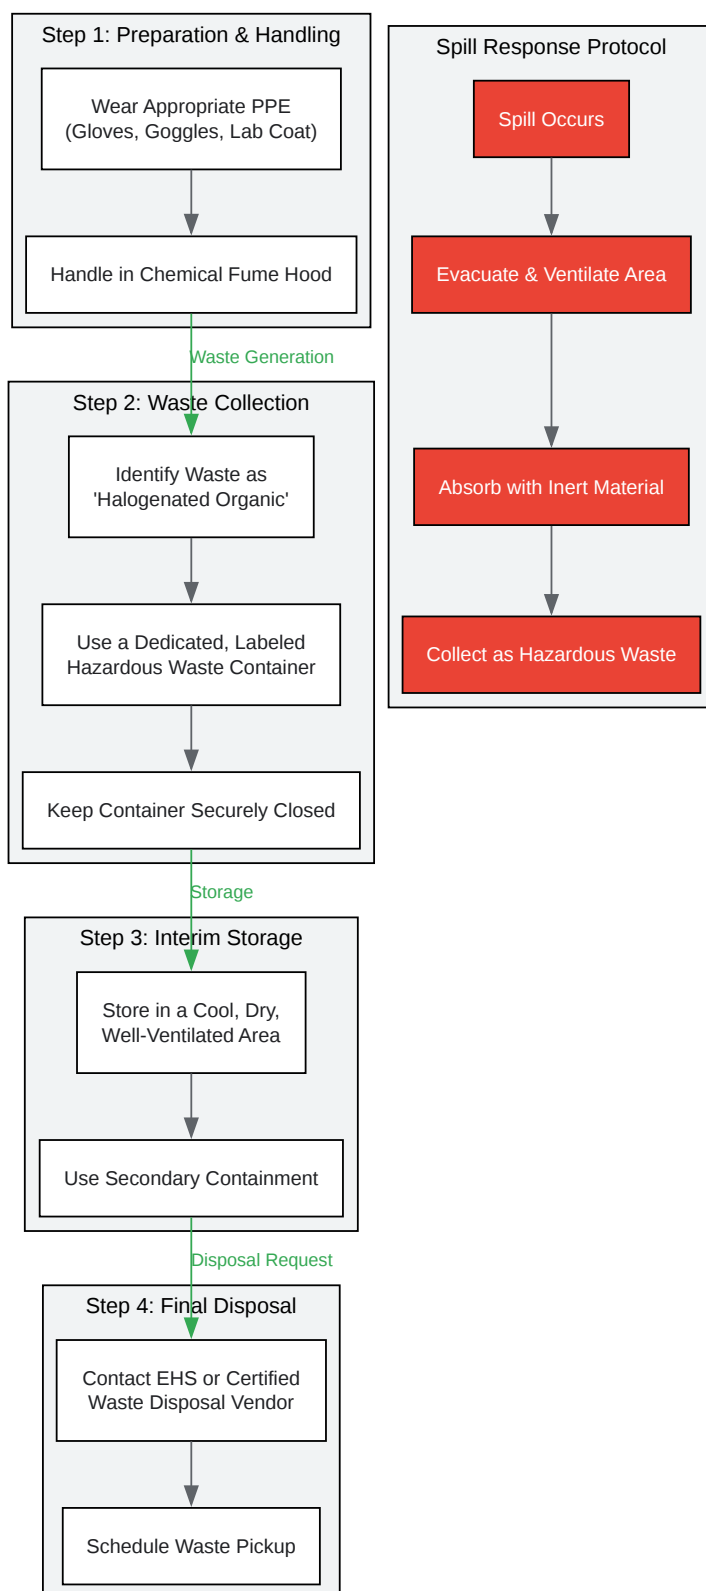 Step 1: Preparation & Handling
Wear Appropriate PPE
(Gloves, Goggles, Lab Coat)
Handle in Chemical Fume Hood
Waste Generation
Step 2: Waste Collection
Identify Waste as
'Halogenated Organic'
Use a Dedicated, Labeled
Hazardous Waste Container
Keep Container Securely Closed
Storage
Step 3: Interim Storage
Store in a Cool, Dry,
Well-Ventilated Area
Use Secondary Containment
Disposal Request
Step 4: Final Disposal
Contact EHS or Certified
Waste Disposal Vendor
Schedule Waste Pickup
Spill Response Protocol
Spill Occurs
Evacuate & Ventilate Area
Absorb with Inert Material
Collect as Hazardous Waste